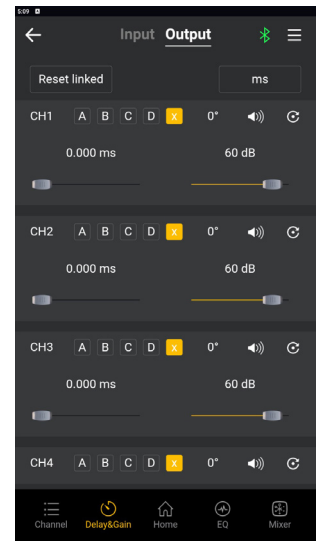 5:09
Input Output
Reset linked ms
CH1 A B C D X 0°
0.000 ms 60 dB
CH2 A B C D X 0°
0.000 ms 60 dB
CH3 A B C D X 0°
0.000 ms 60 dB
CH4 A B C D X 0°
Channel Delay&Gain Home EQ Mixer